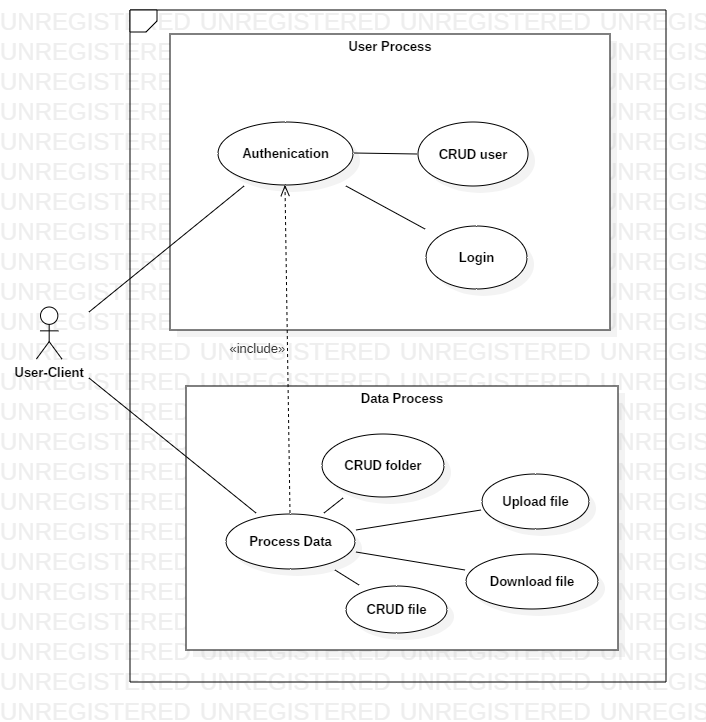 User Process
Authenication
CRUD user
Login
«include»
User-Client
Data Process
CRUD folder
Upload file
Process Data
Download file
CRUD file
UNREGISTERED